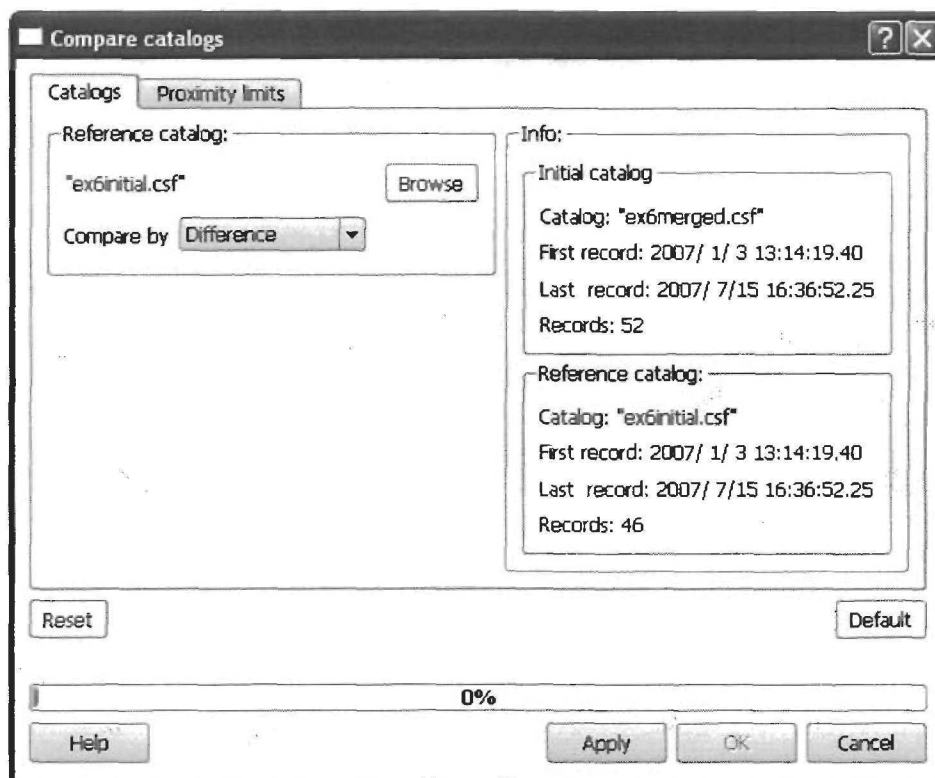 Compare catalogs
Catalogs
Proximity limits
Reference catalog:
"ex6initial.csf"
Browse
Compare by Difference
Info:
Initial catalog
Catalog: "ex6merged.csf"
First record: 2007/ 1/ 3 13:14:19.40
Last record: 2007/ 7/15 16:36:52.25
Records: 52
Reference catalog:
Catalog: "ex6initial.csf"
First record: 2007/ 1/ 3 13:14:19.40
Last record: 2007/ 7/15 16:36:52.25
Records: 46
Reset
Default
0%
Help
Apply
OK
Cancel